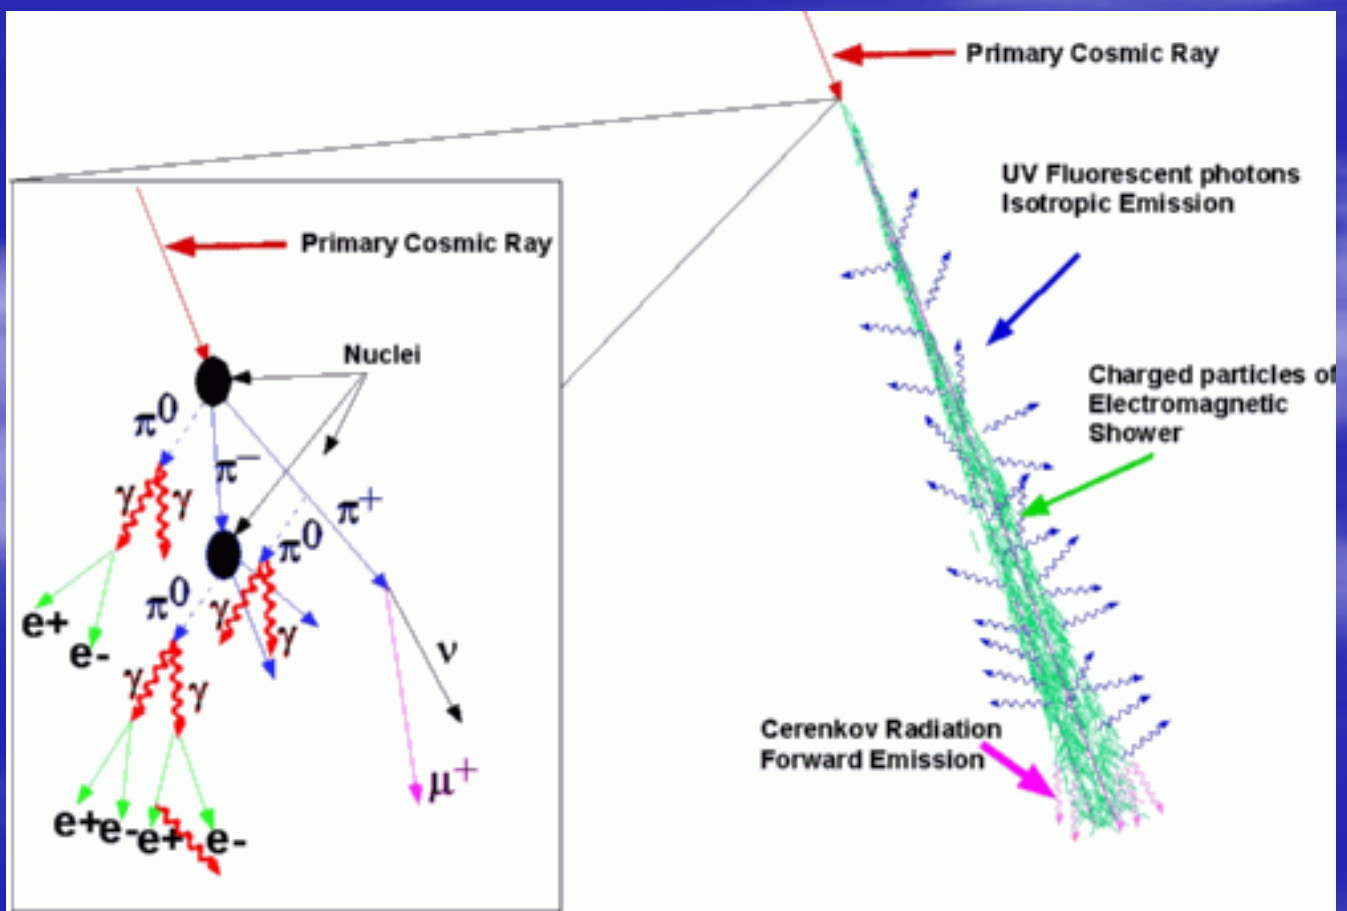 Primary Cosmic Ray
UV Fluorescent photons
Isotropic Emission
Primary Cosmic Ray
Nuclei
Charged particles of
Electromagnetic
Shower
π0
π−
π+
γ γ
π0
π0
γ
γ
e+
e-
ν
γ
γ
Cerenkov Radiation
Forward Emission
μ+
e+ e- e+ e-